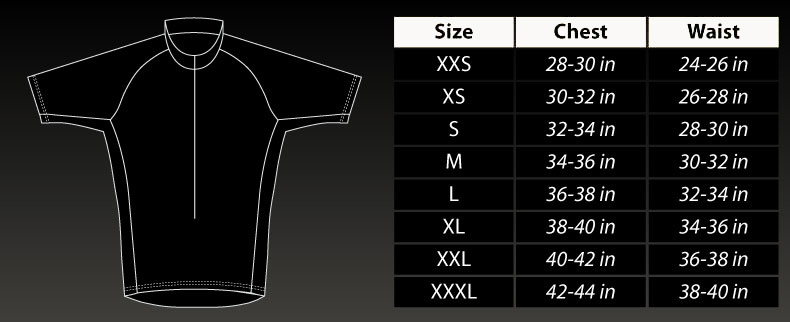 Size Chest Waist
XXS 28-30 in 24-26 in
XS 30-32 in 26-28 in
S 32-34 in 28-30 in
M 34-36 in 30-32 in
L 36-38 in 32-34 in
XL 38-40 in 34-36 in
XXL 40-42 in 36-38 in
XXXL 42-44 in 38-40 in